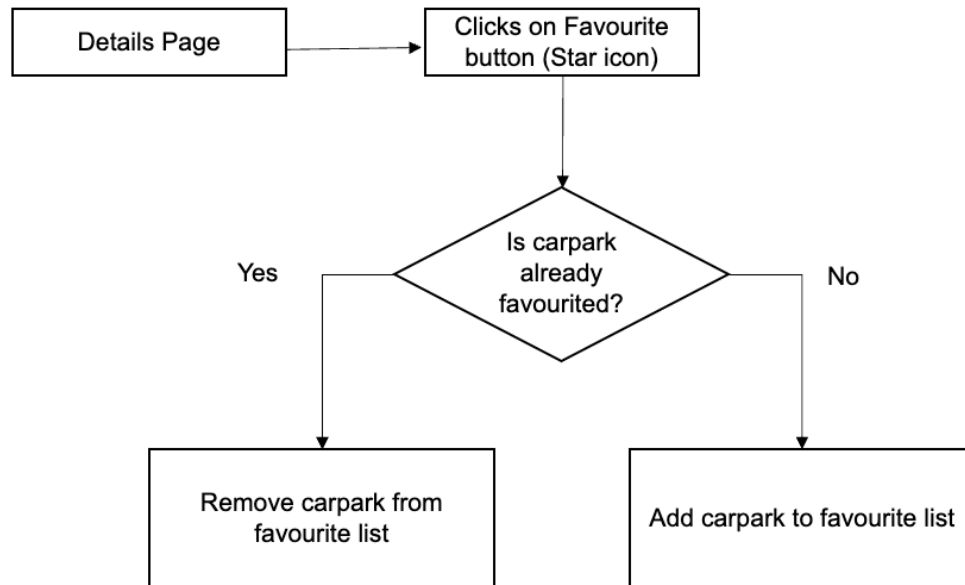 Details Page
Clicks on Favourite
button (Star icon)
Is carpark
already
favourited?
Yes
No
Remove carpark from
favourite list
Add carpark to favourite list